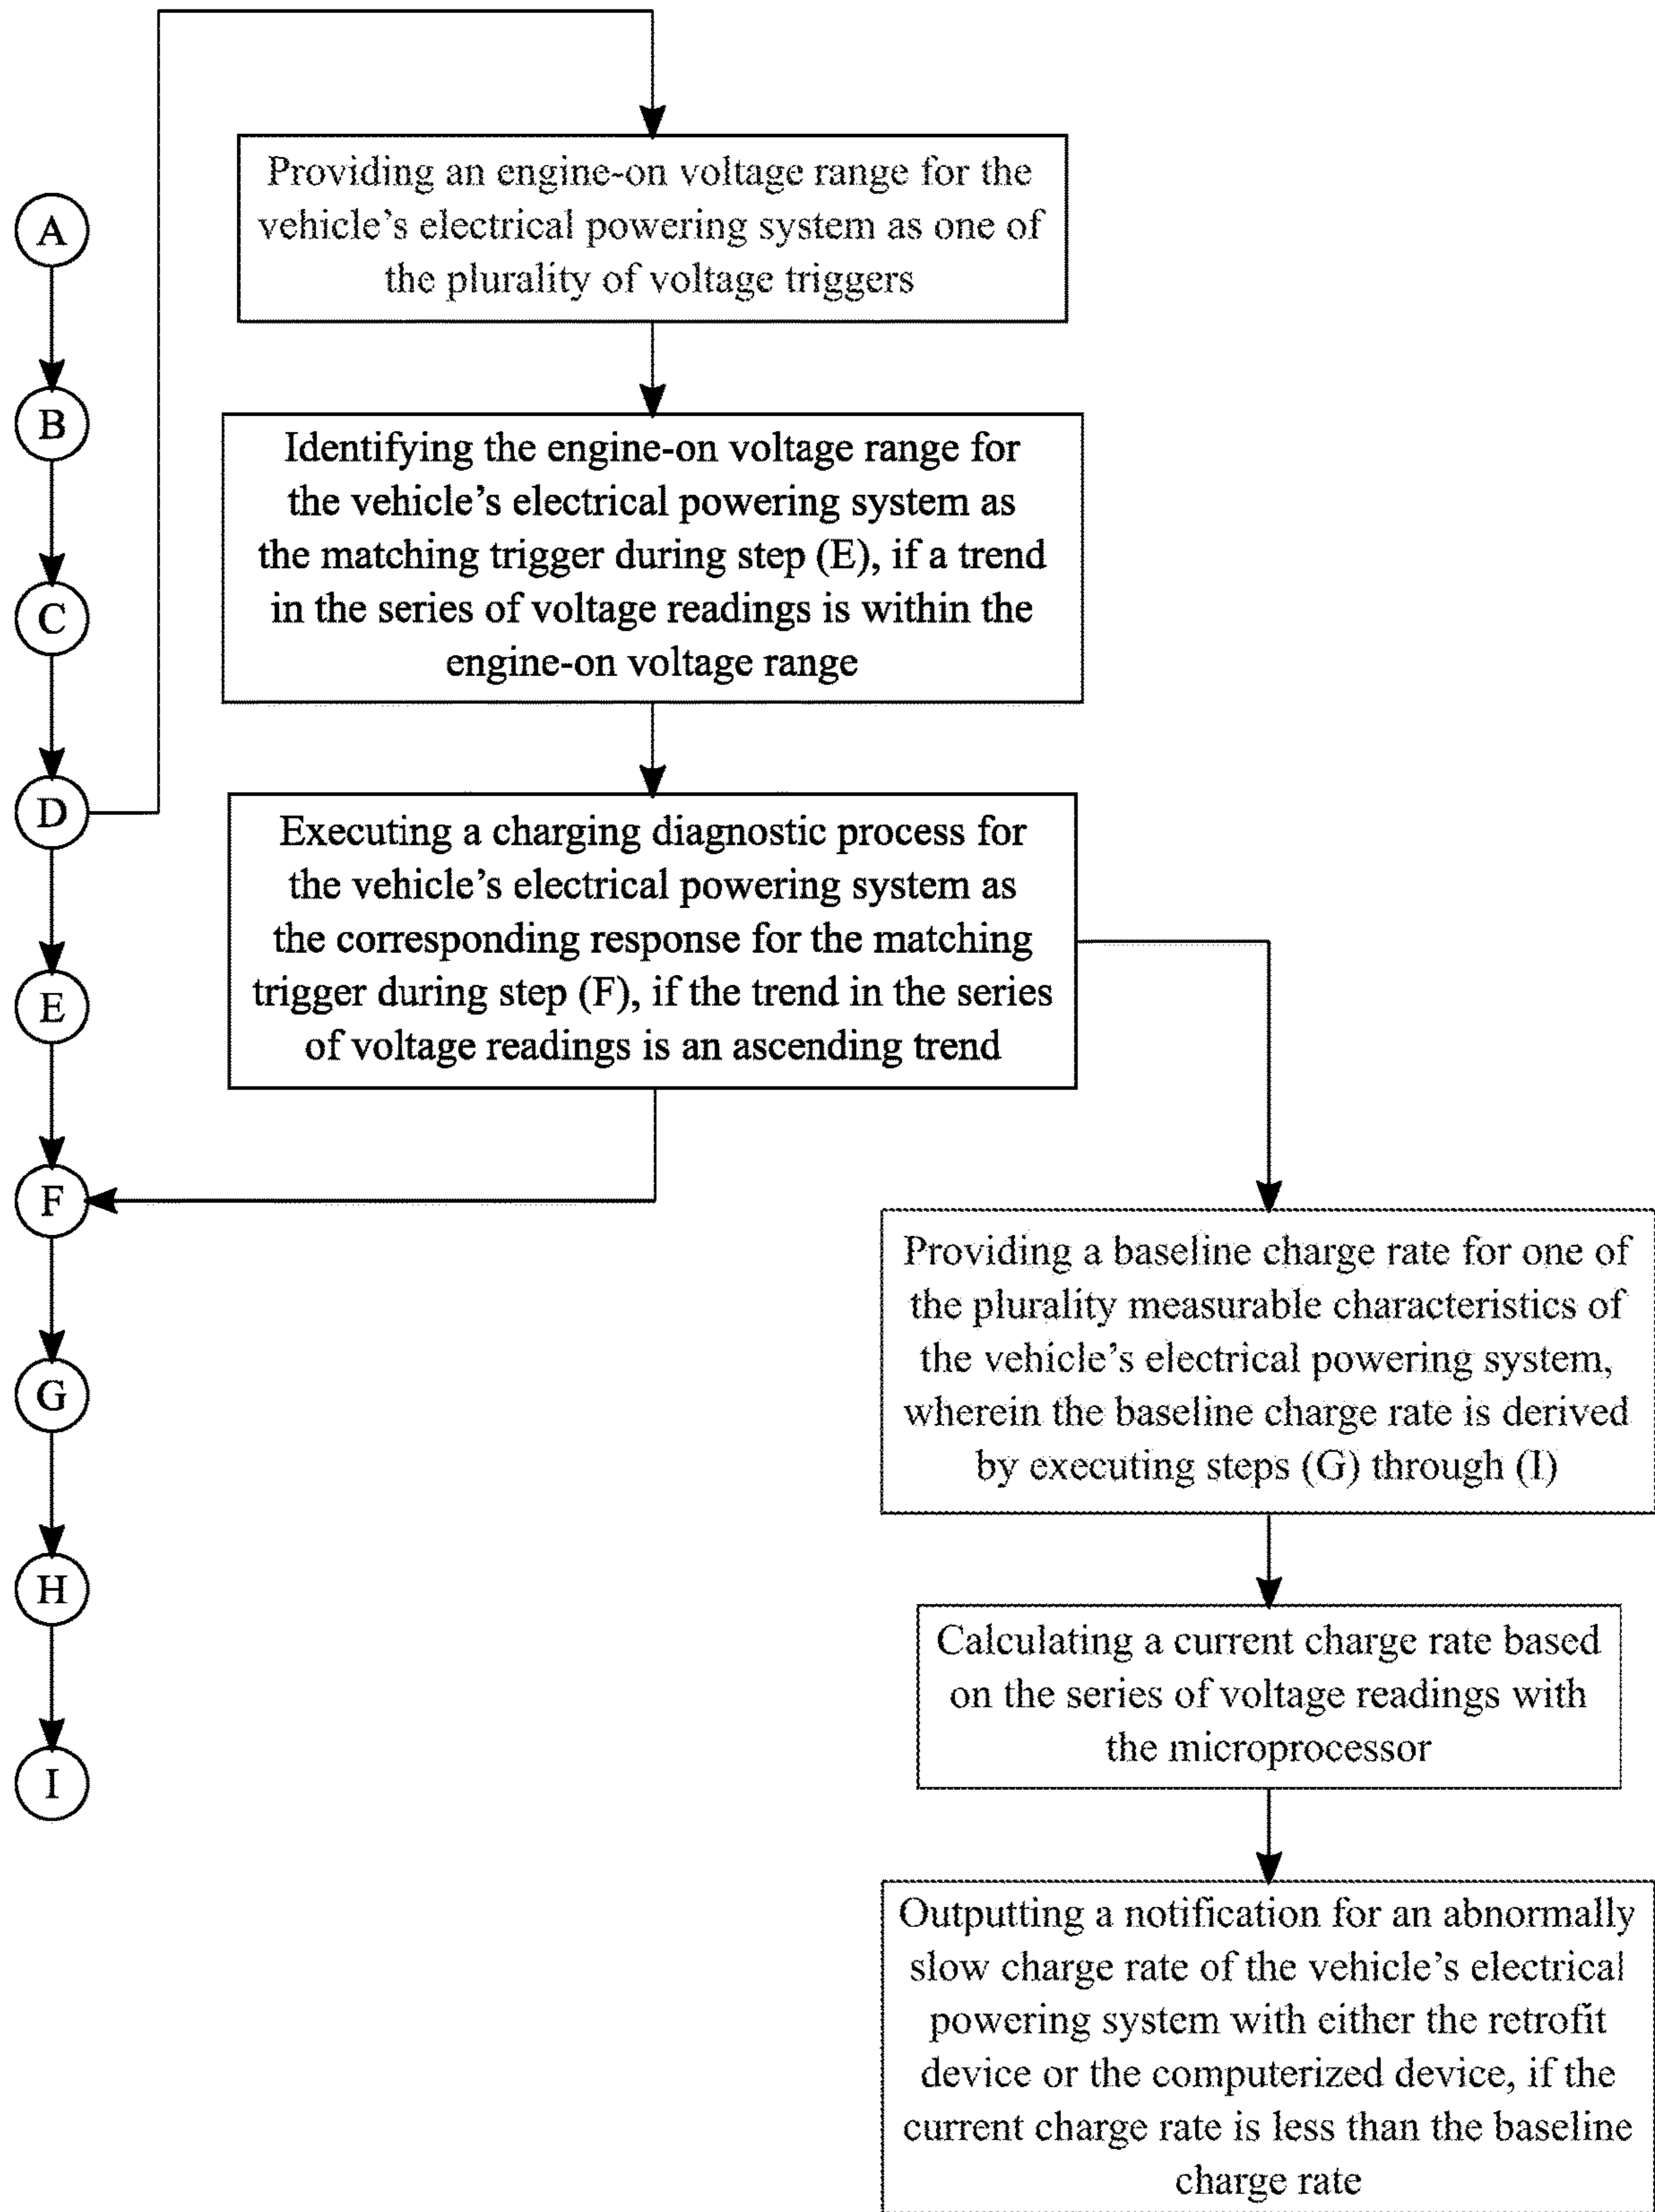 A
B
C
D
E
F
G
H
I
Providing an engine-on voltage range for the
vehicle’s electrical powering system as one of
the plurality of voltage triggers
Identifying the engine-on voltage range for
the vehicle’s electrical powering system as
the matching trigger during step (E), if a trend
in the series of voltage readings is within the
engine-on voltage range
Executing a charging diagnostic process for
the vehicle’s electrical powering system as
the corresponding response for the matching
trigger during step (F), if the trend in the series
of voltage readings is an ascending trend
Providing a baseline charge rate for one of
the plurality measurable characteristics of
the vehicle’s electrical powering system,
wherein the baseline charge rate is derived
by executing steps (G) through (I)
Calculating a current charge rate based
on the series of voltage readings with
the microprocessor
Outputting a notification for an abnormally
slow charge rate of the vehicle’s electrical
powering system with either the retrofit
device or the computerized device, if the
current charge rate is less than the baseline
charge rate